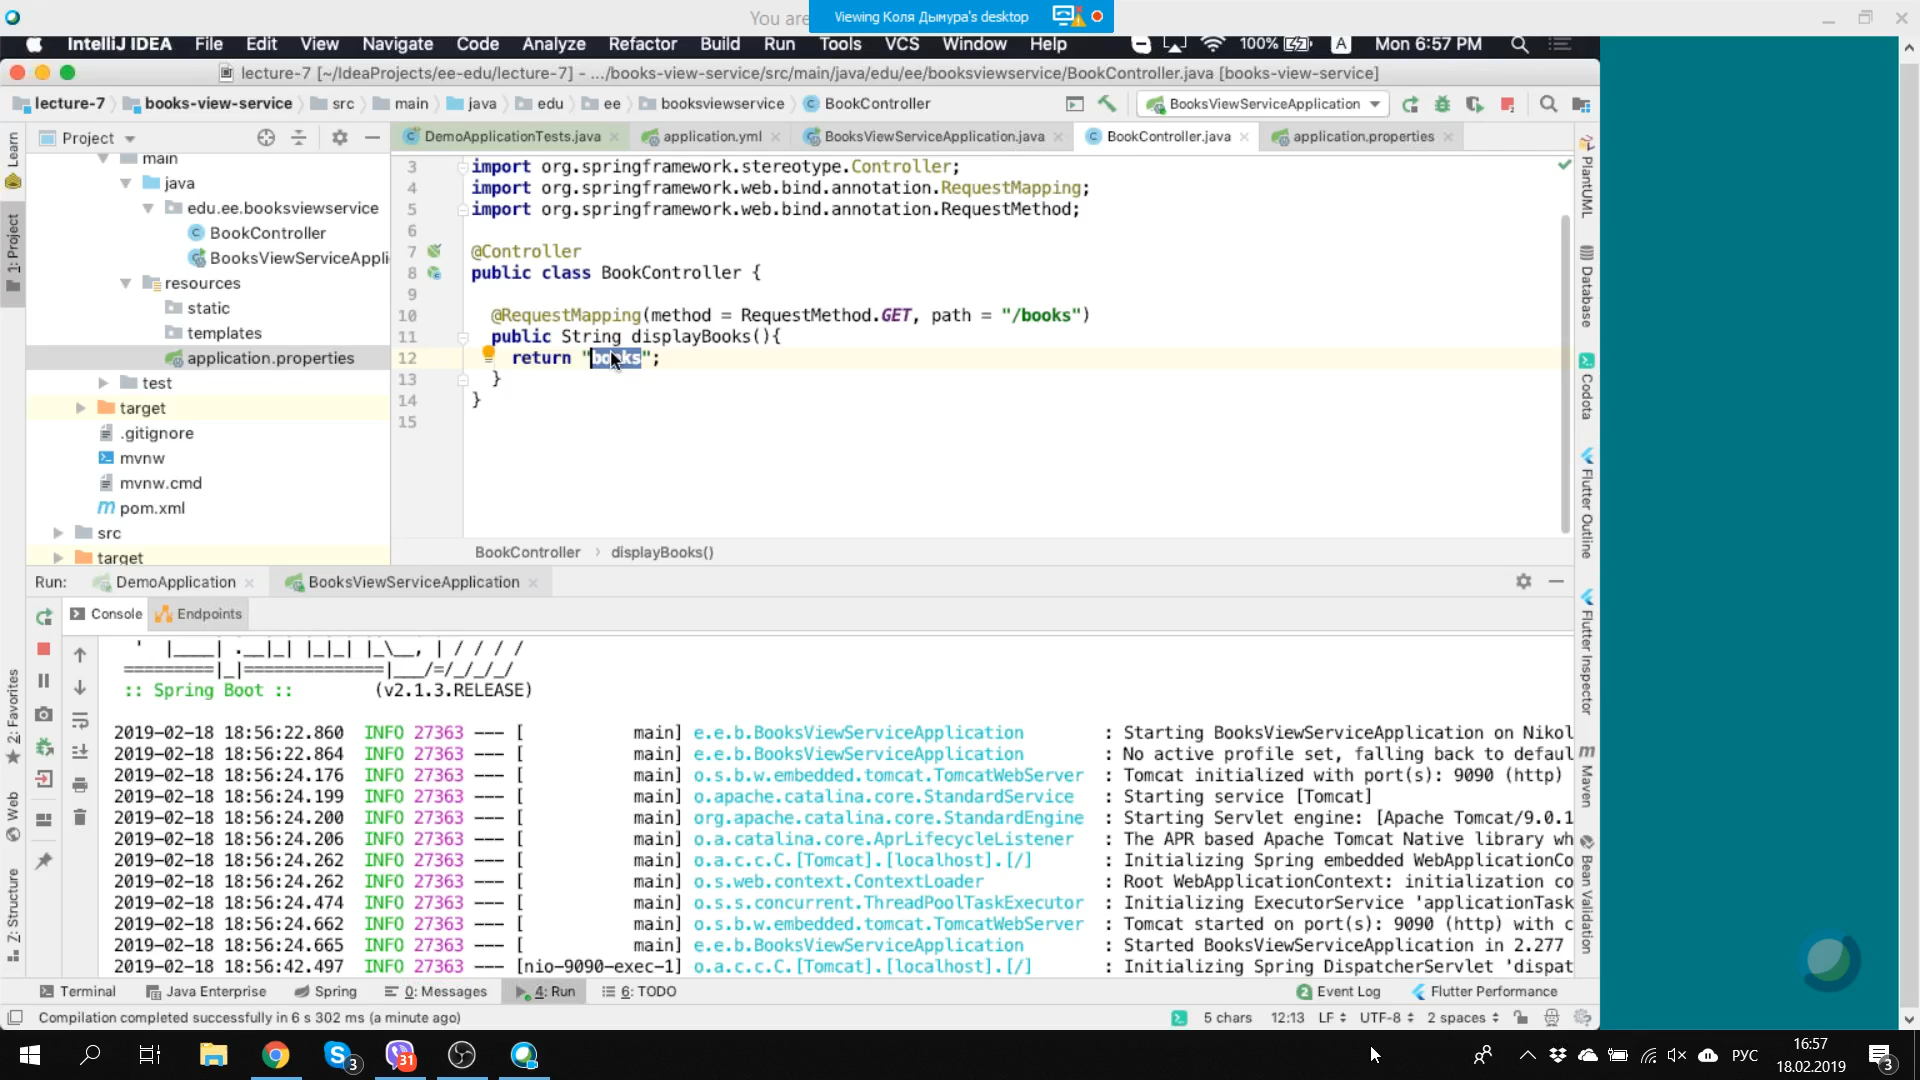 You are
Viewing Коля Дымура's desktop
IntelliJ IDEA File Edit View Navigate Code Analyze Refactor Build Run Tools VCS Window Help 100% A Mon 6:57 PM
lecture-7 [~/IdeaProjects/ee-edu/lecture-7] - .../books-view-service/src/main/java/edu/ee/booksviewservice/BookController.java [books-view-service]
lecture-7 books-view-service src main java edu ee booksviewservice BookController BooksViewServiceApplication
Project DemoApplicationTests.java application.yml BooksViewServiceApplication.java BookController.java application.properties
Learn
1: Project
2: Favorites
Web
Z: Structure
main
java
edu.ee.booksviewservice
BookController
BooksViewServiceAppli
resources
static
templates
application.properties
test
target
.gitignore
mvnw
mvnw.cmd
pom.xml
src
target
3 import org.springframework.stereotype.Controller;
4 import org.springframework.web.bind.annotation.RequestMapping;
5 import org.springframework.web.bind.annotation.RequestMethod;
6
7 @Controller
8 public class BookController {
9
10 @RequestMapping(method = RequestMethod.GET, path = "/books")
11 public String displayBooks(){
12 return "books";
13 }
14 }
15
BookController › displayBooks()
PlantUML
Database
Codota
Flutter Outline
Flutter Inspector
Maven
Bean Validation
Run: DemoApplication BooksViewServiceApplication
Console Endpoints
' |____| .__|_| |_|_| |_\__, | / / / /
=========|_|==============|___/=/_/_/_/
:: Spring Boot :: (v2.1.3.RELEASE)
2019-02-18 18:56:22.860 INFO 27363 --- [ main] e.e.b.BooksViewServiceApplication : Starting BooksViewServiceApplication on Nikol
2019-02-18 18:56:22.864 INFO 27363 --- [ main] e.e.b.BooksViewServiceApplication : No active profile set, falling back to defaul
2019-02-18 18:56:24.176 INFO 27363 --- [ main] o.s.b.w.embedded.tomcat.TomcatWebServer : Tomcat initialized with port(s): 9090 (http)
2019-02-18 18:56:24.199 INFO 27363 --- [ main] o.apache.catalina.core.StandardService : Starting service [Tomcat]
2019-02-18 18:56:24.200 INFO 27363 --- [ main] org.apache.catalina.core.StandardEngine : Starting Servlet engine: [Apache Tomcat/9.0.1
2019-02-18 18:56:24.206 INFO 27363 --- [ main] o.a.catalina.core.AprLifecycleListener : The APR based Apache Tomcat Native library wh
2019-02-18 18:56:24.262 INFO 27363 --- [ main] o.a.c.c.C.[Tomcat].[localhost].[/] : Initializing Spring embedded WebApplicationCo
2019-02-18 18:56:24.262 INFO 27363 --- [ main] o.s.web.context.ContextLoader : Root WebApplicationContext: initialization co
2019-02-18 18:56:24.474 INFO 27363 --- [ main] o.s.s.concurrent.ThreadPoolTaskExecutor : Initializing ExecutorService 'applicationTask
2019-02-18 18:56:24.662 INFO 27363 --- [ main] o.s.b.w.embedded.tomcat.TomcatWebServer : Tomcat started on port(s): 9090 (http) with c
2019-02-18 18:56:24.665 INFO 27363 --- [ main] e.e.b.BooksViewServiceApplication : Started BooksViewServiceApplication in 2.277
2019-02-18 18:56:42.497 INFO 27363 --- [nio-9090-exec-1] o.a.c.c.C.[Tomcat].[localhost].[/] : Initializing Spring DispatcherServlet 'dispat
Terminal Java Enterprise Spring 0: Messages 4: Run 6: TODO 2 Event Log Flutter Performance
Compilation completed successfully in 6 s 302 ms (a minute ago) 5 chars 12:13 LF UTF-8 2 spaces
3 31 РУС 16:57
18.02.2019 3